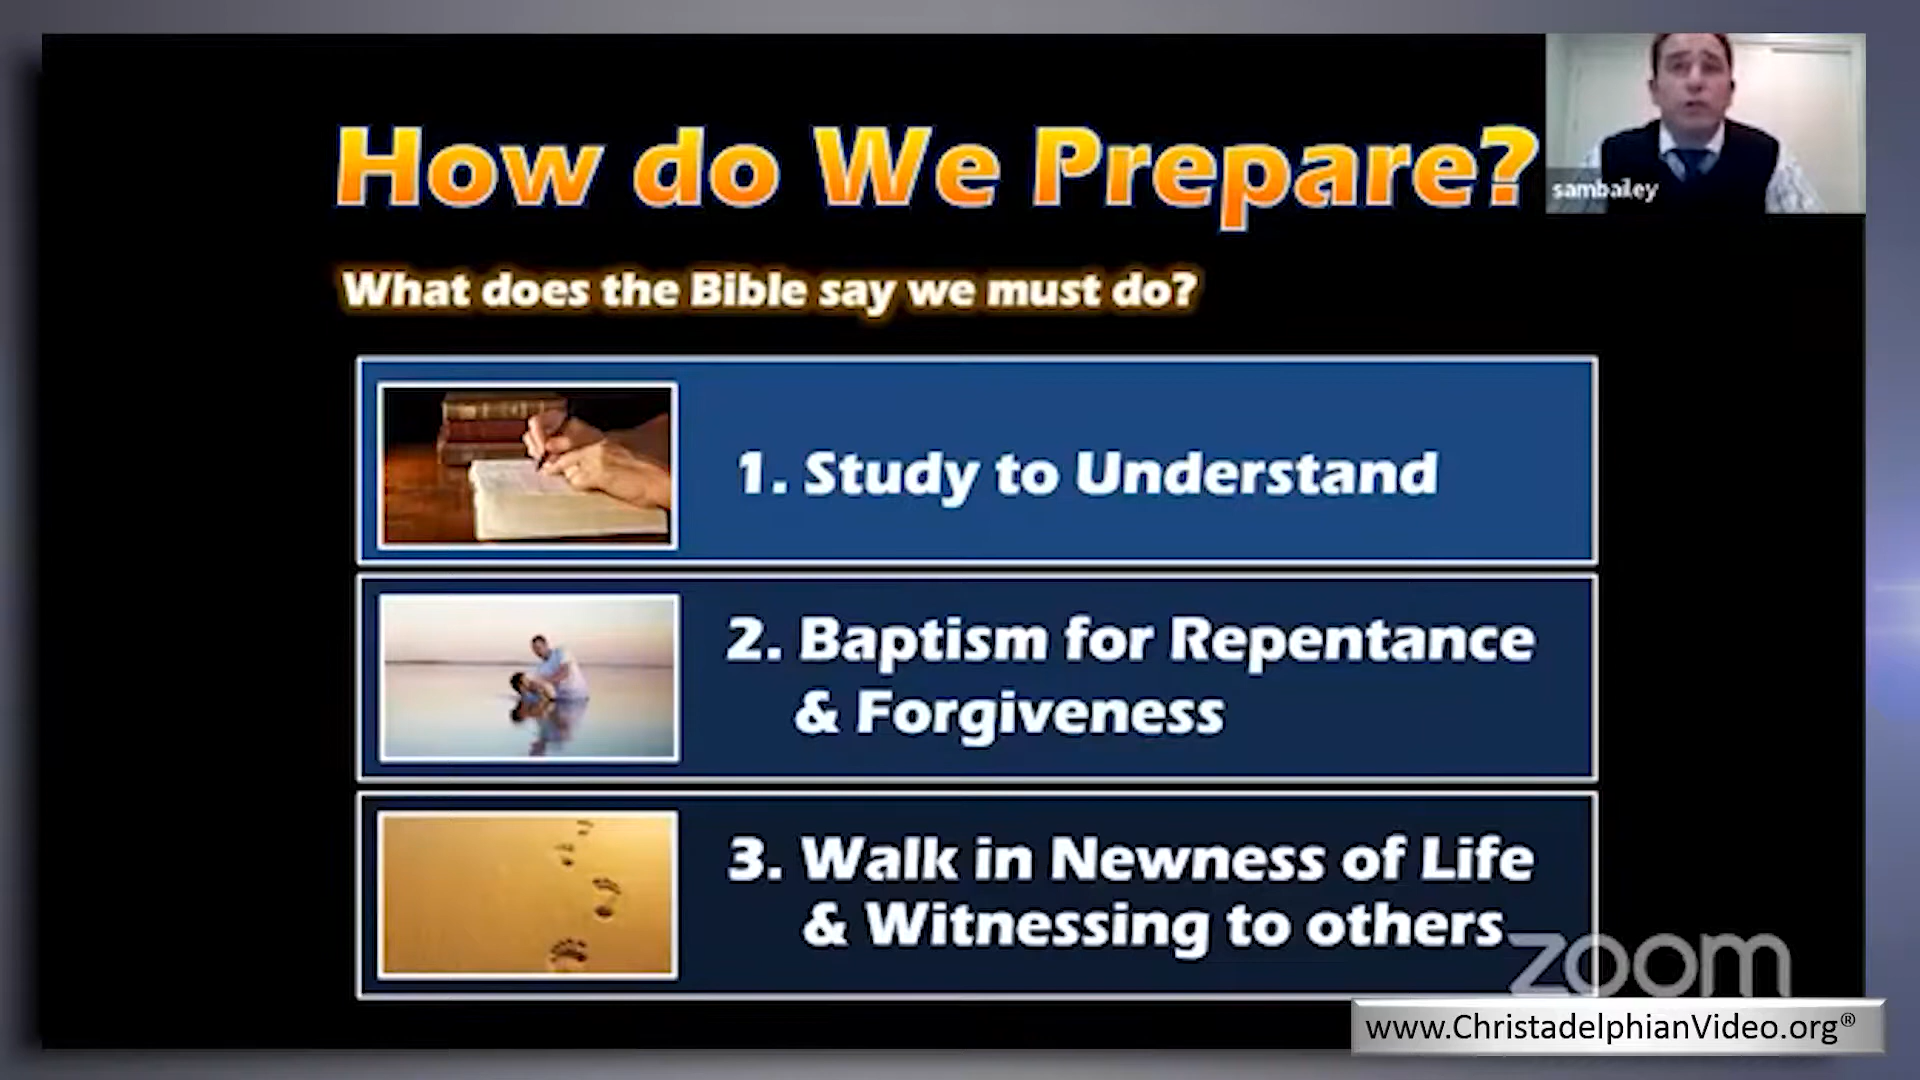 How do We Prepare?
sambailey
What does the Bible say we must do?
1. Study to Understand
2. Baptism for Repentance
& Forgiveness
3. Walk in Newness of Life
& Witnessing to others
zoom
www.ChristadelphianVideo.org®